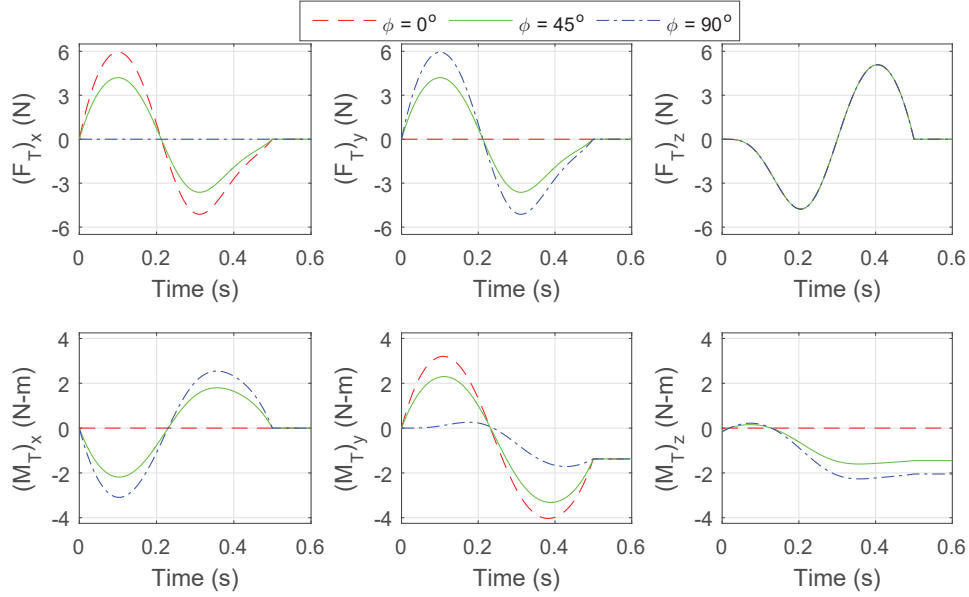 ϕ = 0° ϕ = 45° ϕ = 90°
6 6 6
3 3 3
0 0 0
-3 -3 -3
-6 -6 -6
(F_T)_x (N) (F_T)_y (N) (F_T)_z (N)
0 0.2 0.4 0.6 0 0.2 0.4 0.6 0 0.2 0.4 0.6
Time (s) Time (s) Time (s)
4 4 4
2 2 2
0 0 0
-2 -2 -2
-4 -4 -4
(M_T)_x (N-m) (M_T)_y (N-m) (M_T)_z (N-m)
0 0.2 0.4 0.6 0 0.2 0.4 0.6 0 0.2 0.4 0.6
Time (s) Time (s) Time (s)